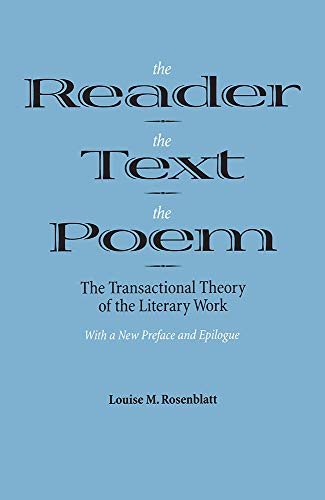 the
Reader
the
Text
the
Poem
The Transactional Theory
of the Literary Work
With a New Preface and Epilogue
Louise M. Rosenblatt